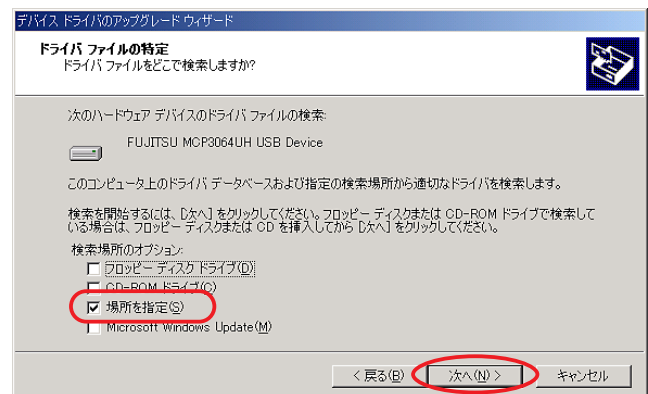 デバイス ドライバのアップグレード ウィザード
ドライバ ファイルの特定
ドライバ ファイルをどこで検索しますか?
次のハードウェア デバイスのドライバ ファイルの検索:
FUJITSU MCP3064UH USB Device
このコンピュータ上のドライバ データベースおよび指定の検索場所から適切なドライバを検索します。
検索を開始するには、[次へ] をクリックしてください。フロッピー ディスクまたは CD-ROM ドライブで検索して
いる場合は、フロッピー ディスクまたは CD を挿入してから [次へ] をクリックしてください。
検索場所のオプション:
フロッピー ディスク ドライブ(D)
CD-ROM ドライブ(C)
場所を指定(S)
Microsoft Windows Update(M)
< 戻る(B) 次へ(N) > キャンセル